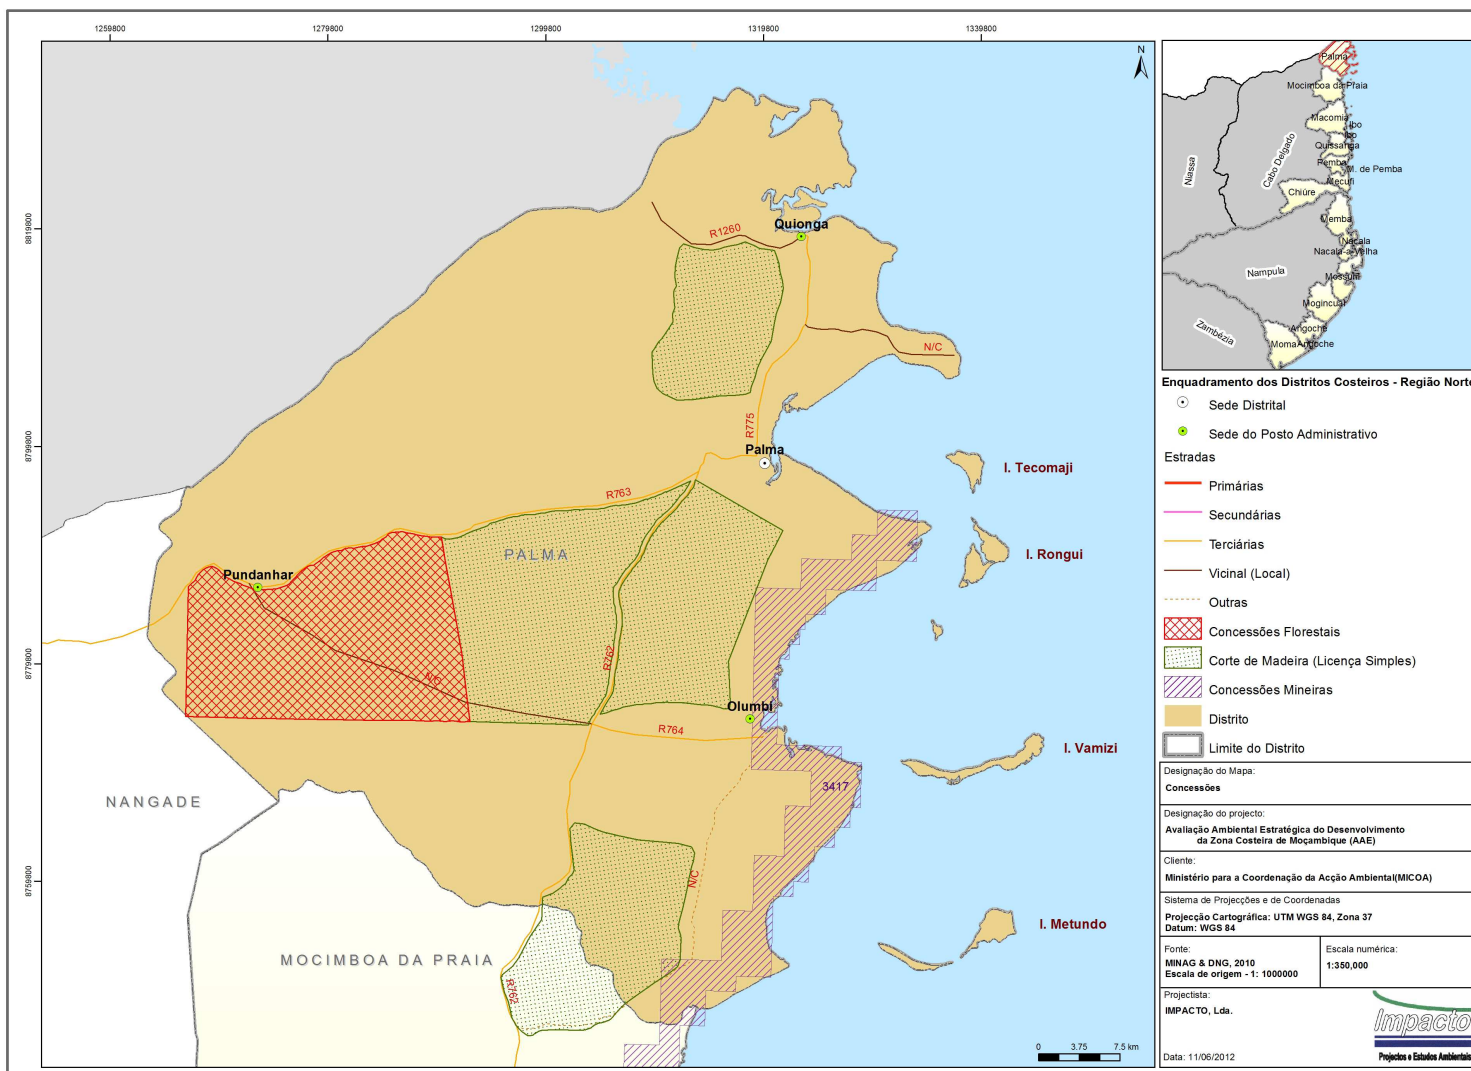 1259800
1279800
1299800
1319800
1339800
8819800
8799800
8779800
8759800
N
Quionga
R1260
N/C
R775
Palma
I. Tecomaji
R763
PALMA
I. Rongui
Pundanhar
R762
N/C
Olumbi
R764
I. Vamizi
3417
NANGADE
N/C
I. Metundo
MOCIMBOA DA PRAIA
R762
0 3.75 7.5 km
Palma
Mocimboa da Praia
Macomia
Ibo
Ibo
Quissanga
Pemba
M. de Pemba
Mecufi
Chiúre
Cabo Delgado
Niassa
Memba
Nacala
Nacala-a-Velha
Nampula
Mossuril
Mogincual
Zambézia
Angoche
Moma
Angoche
Enquadramento dos Distritos Costeiros - Região Norte
Sede Distrital
Sede do Posto Administrativo
Estradas
Primárias
Secundárias
Terciárias
Vicinal (Local)
Outras
Concessões Florestais
Corte de Madeira (Licença Simples)
Concessões Mineiras
Distrito
Limite do Distrito
Designação do Mapa:
Concessões
Designação do projecto:
Avaliação Ambiental Estratégica do Desenvolvimento
da Zona Costeira de Moçambique (AAE)
Cliente:
Ministério para a Coordenação da Acção Ambiental(MICOA)
Sistema de Projecções e de Coordenadas
Projecção Cartográfica: UTM WGS 84, Zona 37
Datum: WGS 84
Fonte:
MINAG & DNG, 2010
Escala de origem - 1: 1000000
Escala numérica:
1:350,000
Projectista:
IMPACTO, Lda.
Impacto
Projectos e Estudos Ambientais
Data: 11/06/2012